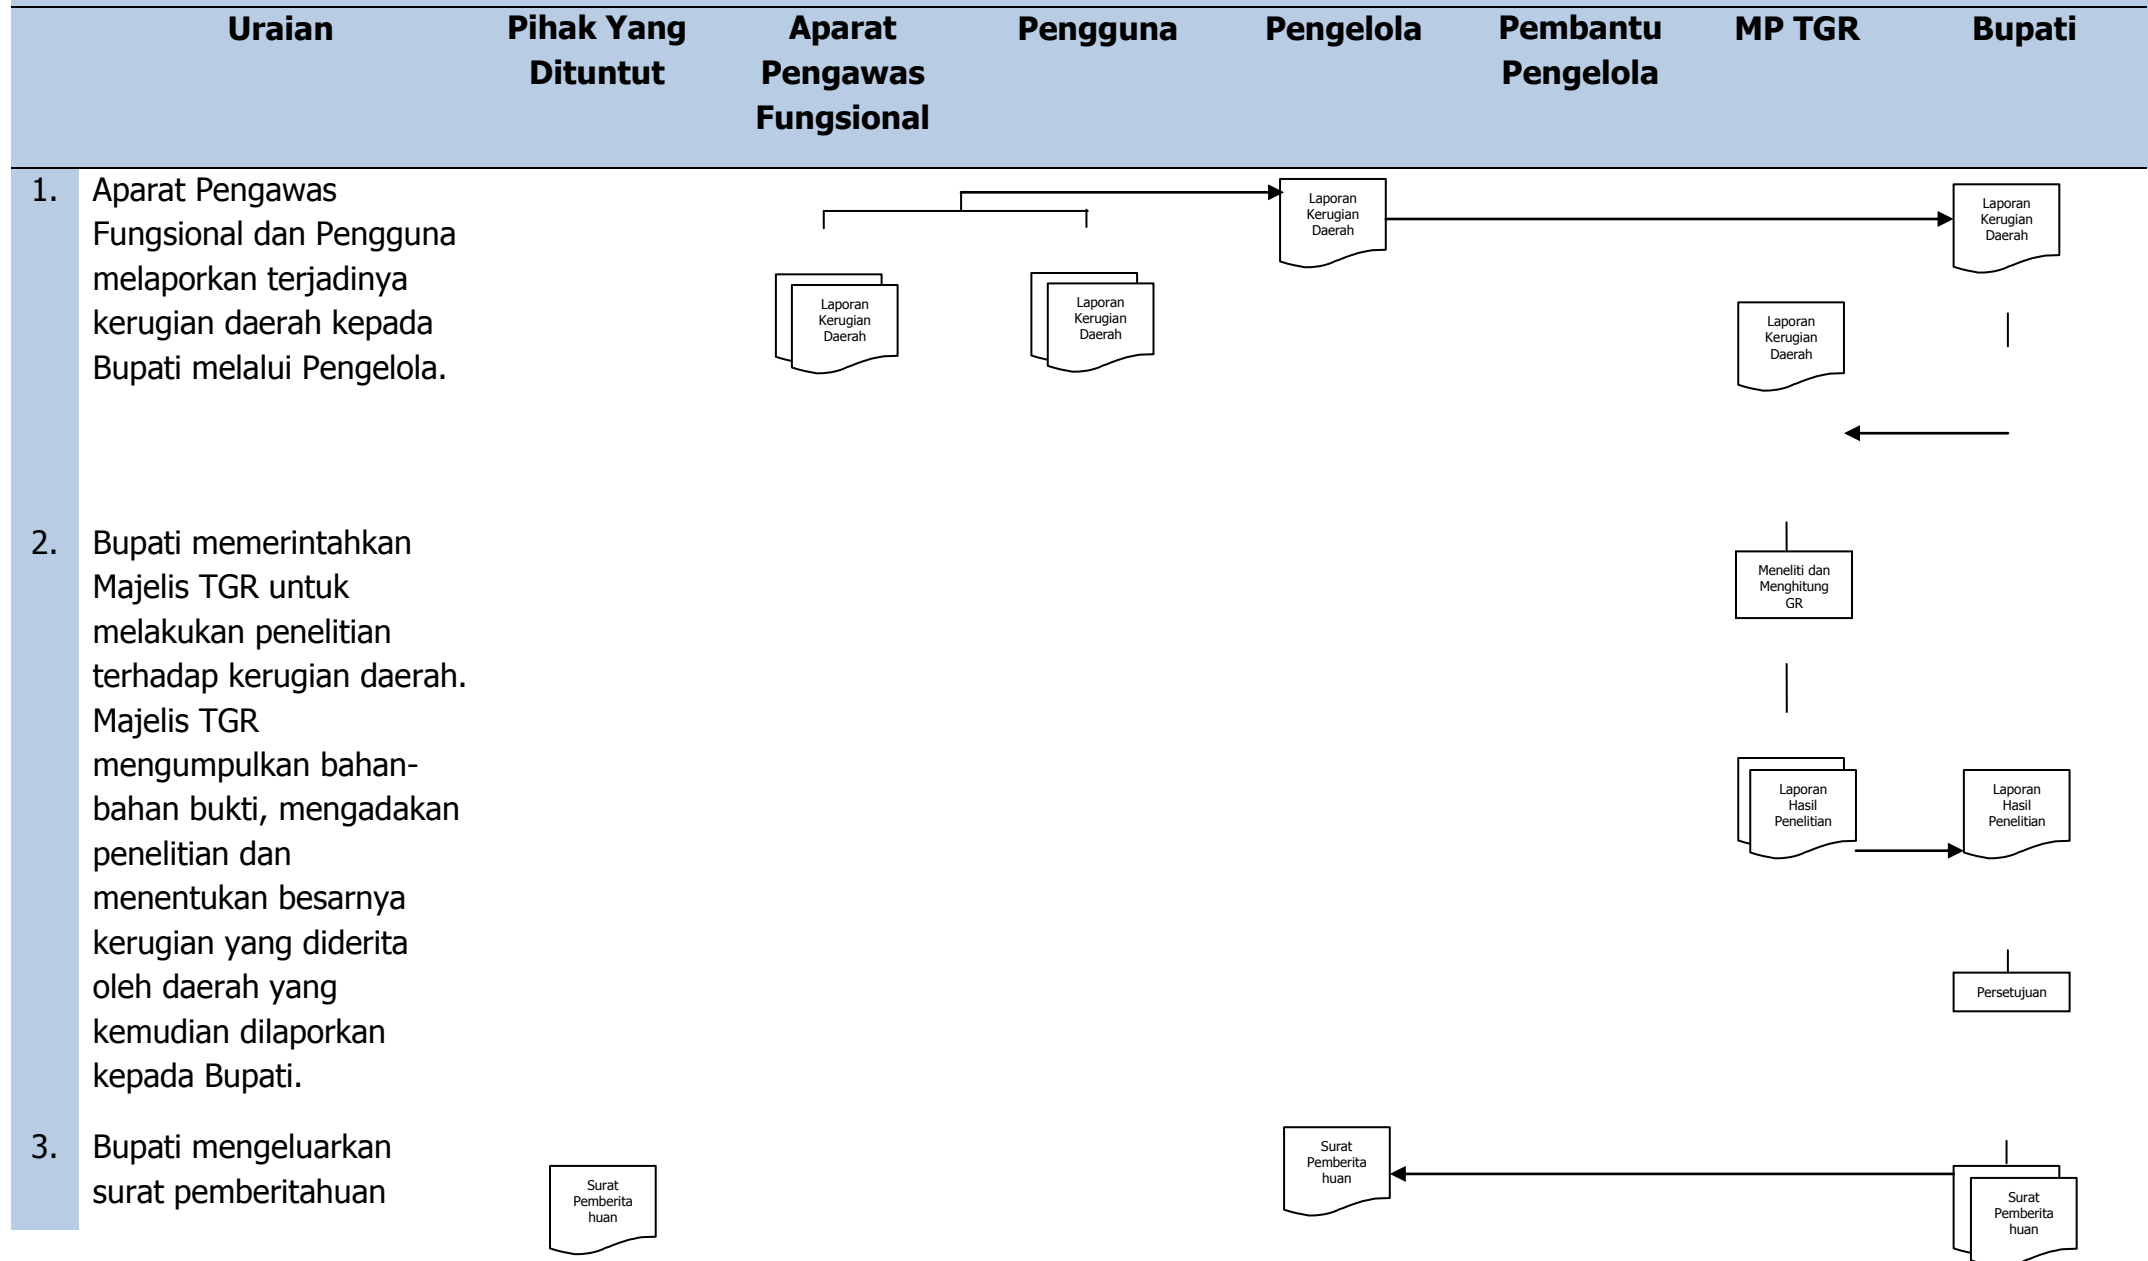 Uraian
Pihak Yang
Dituntut
Aparat
Pengawas
Fungsional
Pengguna
Pengelola
Pembantu
Pengelola
MP TGR
Bupati
1.
Aparat Pengawas
Fungsional dan Pengguna
melaporkan terjadinya
kerugian daerah kepada
Bupati melalui Pengelola.
Laporan
Kerugian
Daerah
Laporan
Kerugian
Daerah
Laporan
Kerugian
Daerah
Laporan
Kerugian
Daerah
Laporan
Kerugian
Daerah
2.
Bupati memerintahkan
Majelis TGR untuk
melakukan penelitian
terhadap kerugian daerah.
Majelis TGR
mengumpulkan bahan-
bahan bukti, mengadakan
penelitian dan
menentukan besarnya
kerugian yang diderita
oleh daerah yang
kemudian dilaporkan
kepada Bupati.
Meneliti dan
Menghitung
GR
Laporan
Hasil
Penelitian
Laporan
Hasil
Penelitian
Persetujuan
3.
Bupati mengeluarkan
surat pemberitahuan
Surat
Pemberita
huan
Surat
Pemberita
huan
Surat
Pemberita
huan